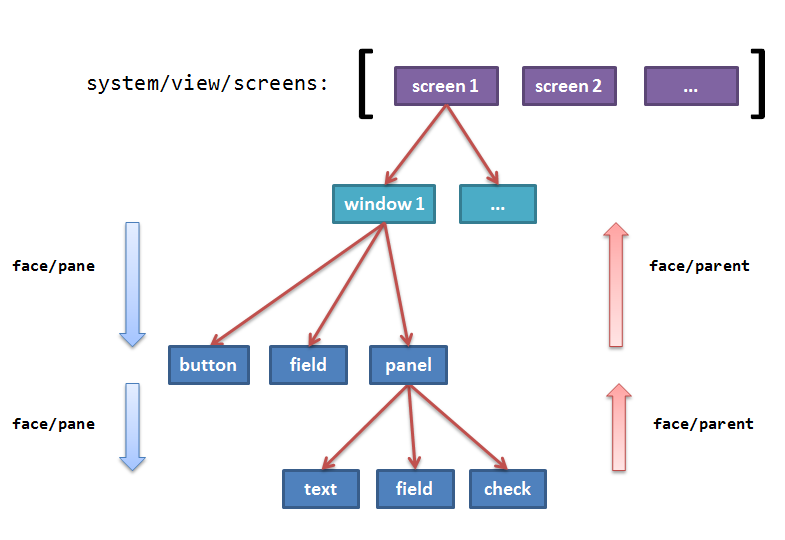 system/view/screens: [ screen 1 screen 2 ... ]
window 1 ...
face/pane face/parent
button field panel
face/pane face/parent
text field check